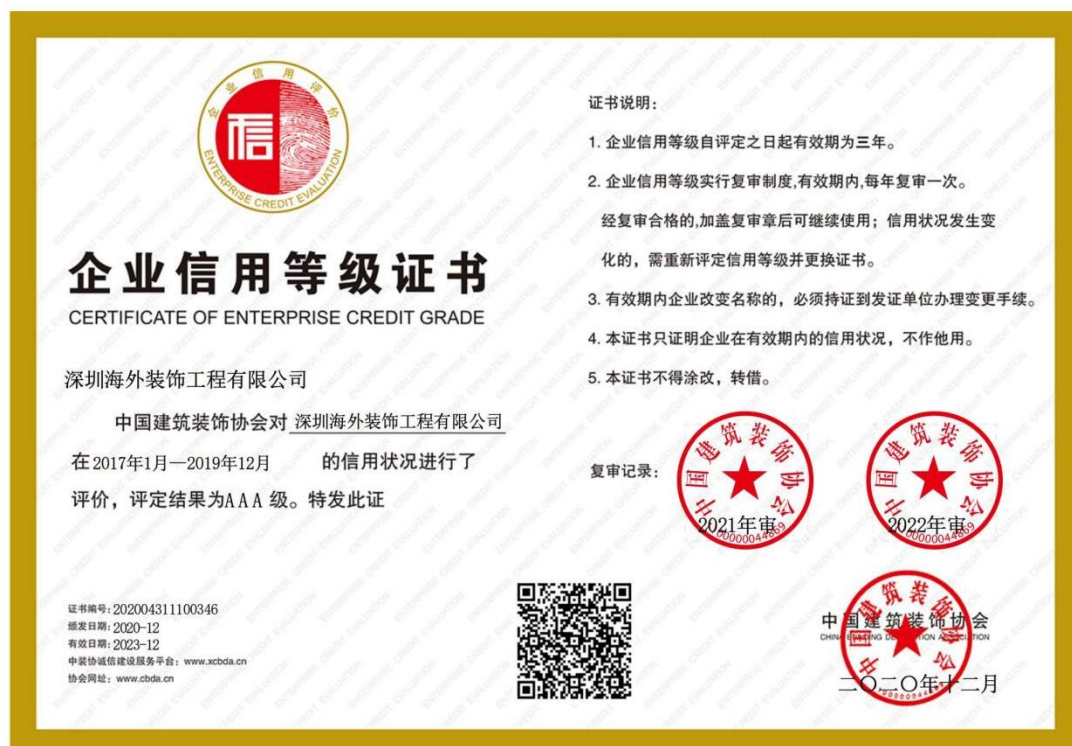 企业信用评价
信
ENTERPRISE CREDIT EVALUATION
企业信用等级证书
CERTIFICATE OF ENTERPRISE CREDIT GRADE
深圳海外装饰工程有限公司
中国建筑装饰协会对 深圳海外装饰工程有限公司
在 2017年1月—2019年12月 的信用状况进行了
评价，评定结果为AAA 级。特发此证
证书编号: 202004311100346
颁发日期: 2020-12
有效日期: 2023-12
中装协诚信建设服务平台: www.xcbda.cn
协会网址: www.cbda.cn
证书说明:
1. 企业信用等级自评定之日起有效期为三年。
2. 企业信用等级实行复审制度,有效期内,每年复审一次。
经复审合格的,加盖复审章后可继续使用；信用状况发生变
化的，需重新评定信用等级并更换证书。
3. 有效期内企业改变名称的，必须持证到发证单位办理变更手续。
4. 本证书只证明企业在有效期内的信用状况，不作他用。
5. 本证书不得涂改，转借。
复审记录:
中国建筑装饰协会
2021年审
中国建筑装饰协会
2022年审
中国建筑装饰协会
中国建筑装饰协会
二〇二〇年十二月